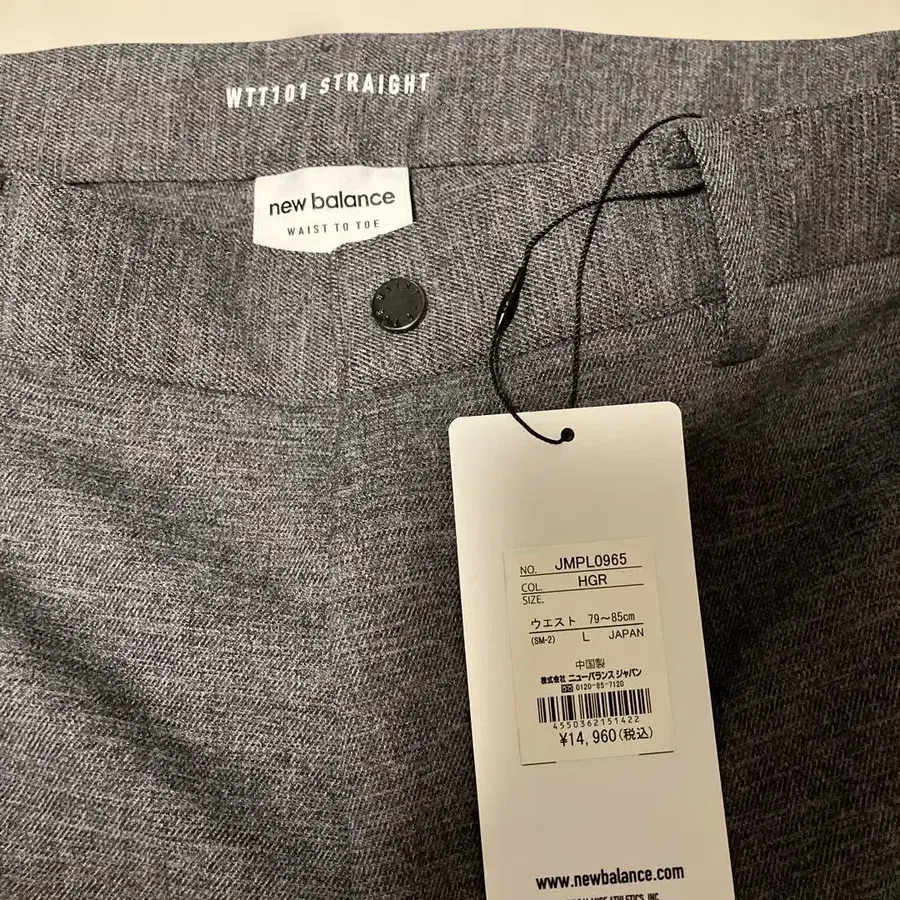 WTT101 STRAIGHT
new balance
WAIST TO TOE
NO. JMPL0965
COL. HGR
SIZE.
ウエスト 79～85cm
(SM-2) L JAPAN
中国製
株式会社 ニューバランス ジャパン
0120-85-7120
4550362151422
¥14,960(税込)
www.newbalance.com